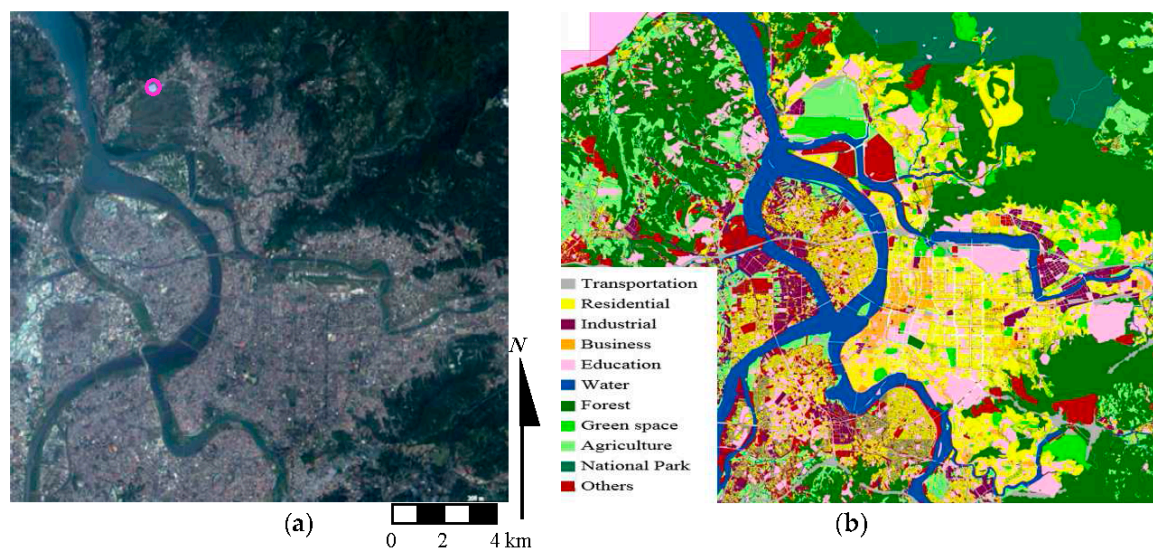 Transportation
Residential
Industrial
Business
Education
Water
Forest
Green space
Agriculture
National Park
Others
N
(a)
0 2 4 km
(b)